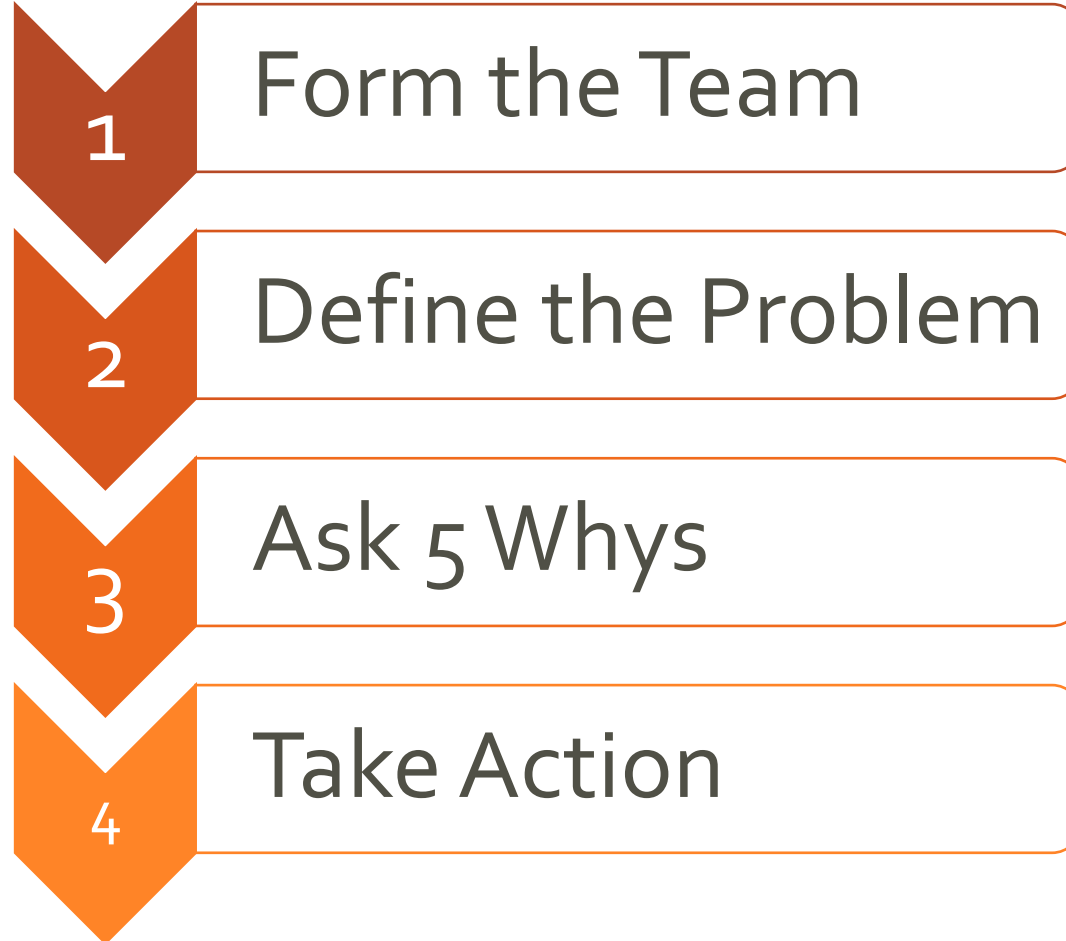 1 Form the Team
2 Define the Problem
3 Ask 5 Whys
4 Take Action